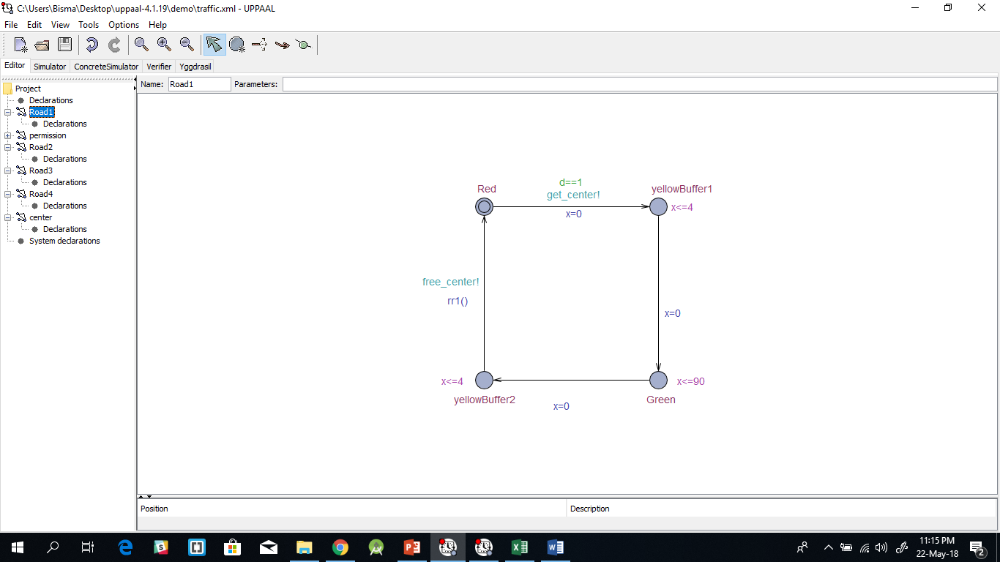 C:\Users\Bisma\Desktop\uppaal-4.1.19\demo\traffic.xml - UPPAAL
File Edit View Tools Options Help
Editor Simulator ConcreteSimulator Verifier Yggdrasil
Project
Declarations
Road1
Declarations
permission
Road2
Declarations
Road3
Declarations
Road4
Declarations
center
Declarations
System declarations
Name: Road1 Parameters:
d==1
Red
get_center!
yellowBuffer1
x=0
x<=4
free_center!
rr1()
x=0
x<=4
x<=90
yellowBuffer2
Green
x=0
Position Description
11:15 PM
22-May-18
2